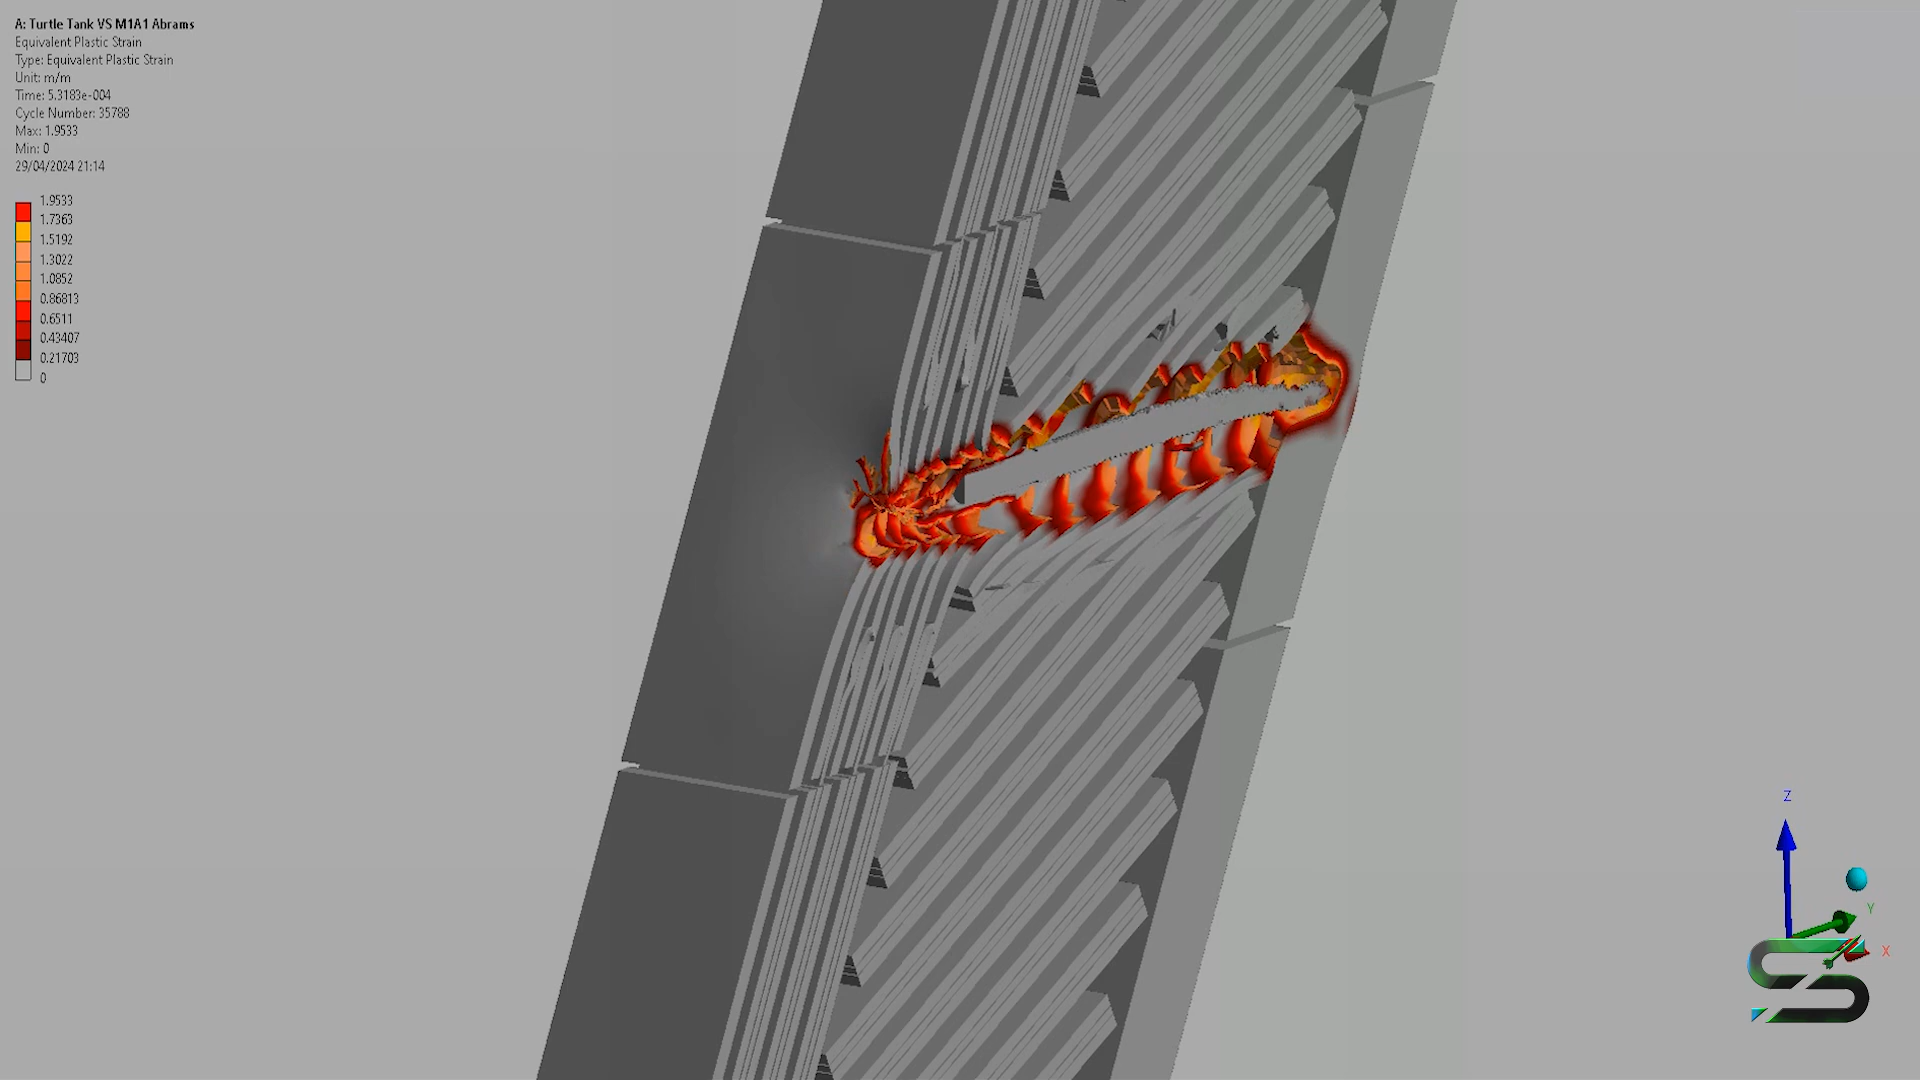 A: Turtle Tank VS M1A1 Abrams
Equivalent Plastic Strain
Type: Equivalent Plastic Strain
Unit: m/m
Time: 5.3183e-004
Cycle Number: 35788
Max: 1.9533
Min: 0
29/04/2024 21:14
1.9533
1.7363
1.5192
1.3022
1.0852
0.86813
0.6511
0.43407
0.21703
0
Z
Y
X